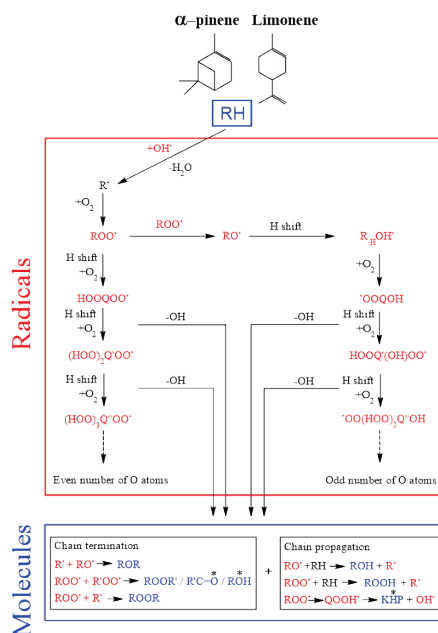 α–pinene Limonene
RH
+OH•
-H2O
R•
+O2
ROO• ROO• RO• H shift R-HOH•
H shift
+O2 +O2
HOOQOO• •OOQOH
H shift -OH -OH H shift
+O2 +O2
(HOO)2Q'OO• HOOQ'(OH)OO•
H shift -OH -OH H shift
+O2 +O2
(HOO)3Q''OO• •OO(HOO)2Q''OH
Even number of O atoms Odd number of O atoms
Radicals
Chain termination
R• + RO• → ROR
ROO• + R'OO• → ROOR' / R'C=O* / ROH*
ROO• + R• → ROOR
+
Chain propagation
RO• +RH → ROH + R•
ROO• +RH → ROOH + R•
ROO• → QOOH• → KHP* + OH•
Molecules